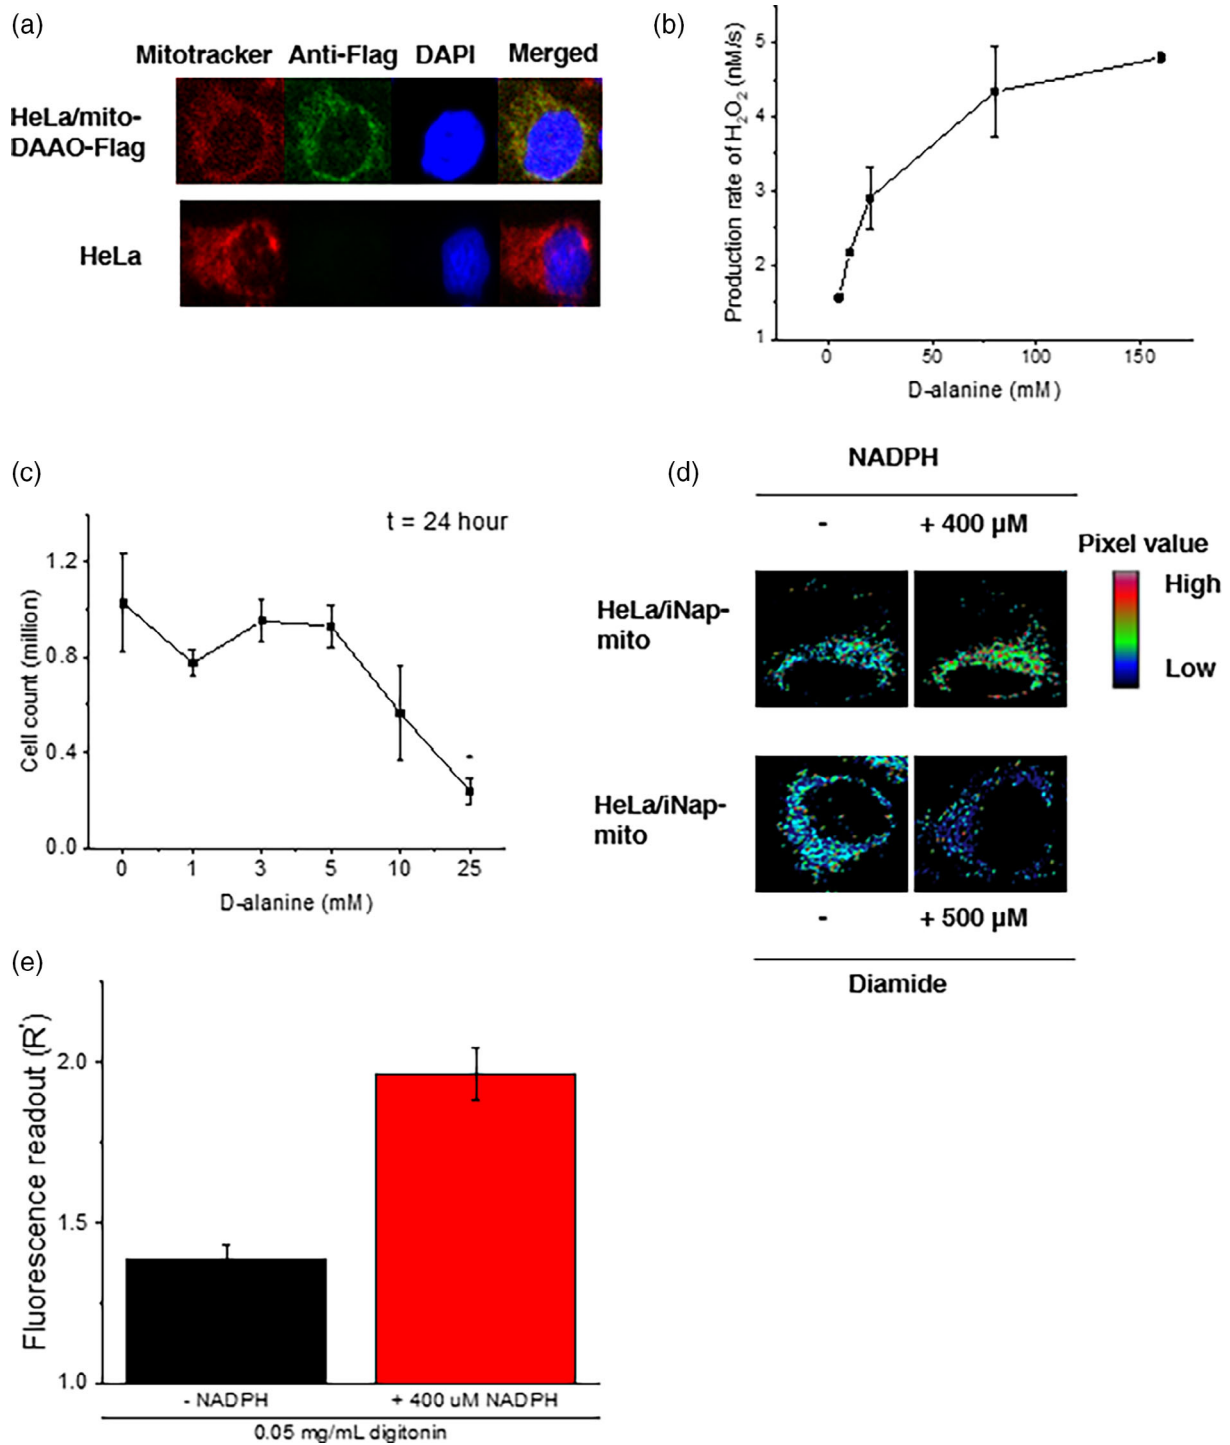 (a)
Mitotracker Anti-Flag DAPI Merged
HeLa/mito-
DAAO-Flag
HeLa
(b)
Production rate of H₂O₂ (nM/s)
5
4
3
2
1
0 50 100 150
D-alanine (mM)
(c)
t = 24 hour
Cell count (million)
1.2
0.8
0.4
0.0
0 1 3 5 10 25
D-alanine (mM)
(d)
NADPH
- + 400 µM
Pixel value
High
Low
HeLa/iNap-
mito
HeLa/iNap-
mito
- + 500 µM
Diamide
(e)
Fluorescence readout (R')
2.0
1.5
1.0
- NADPH + 400 uM NADPH
0.05 mg/mL digitonin